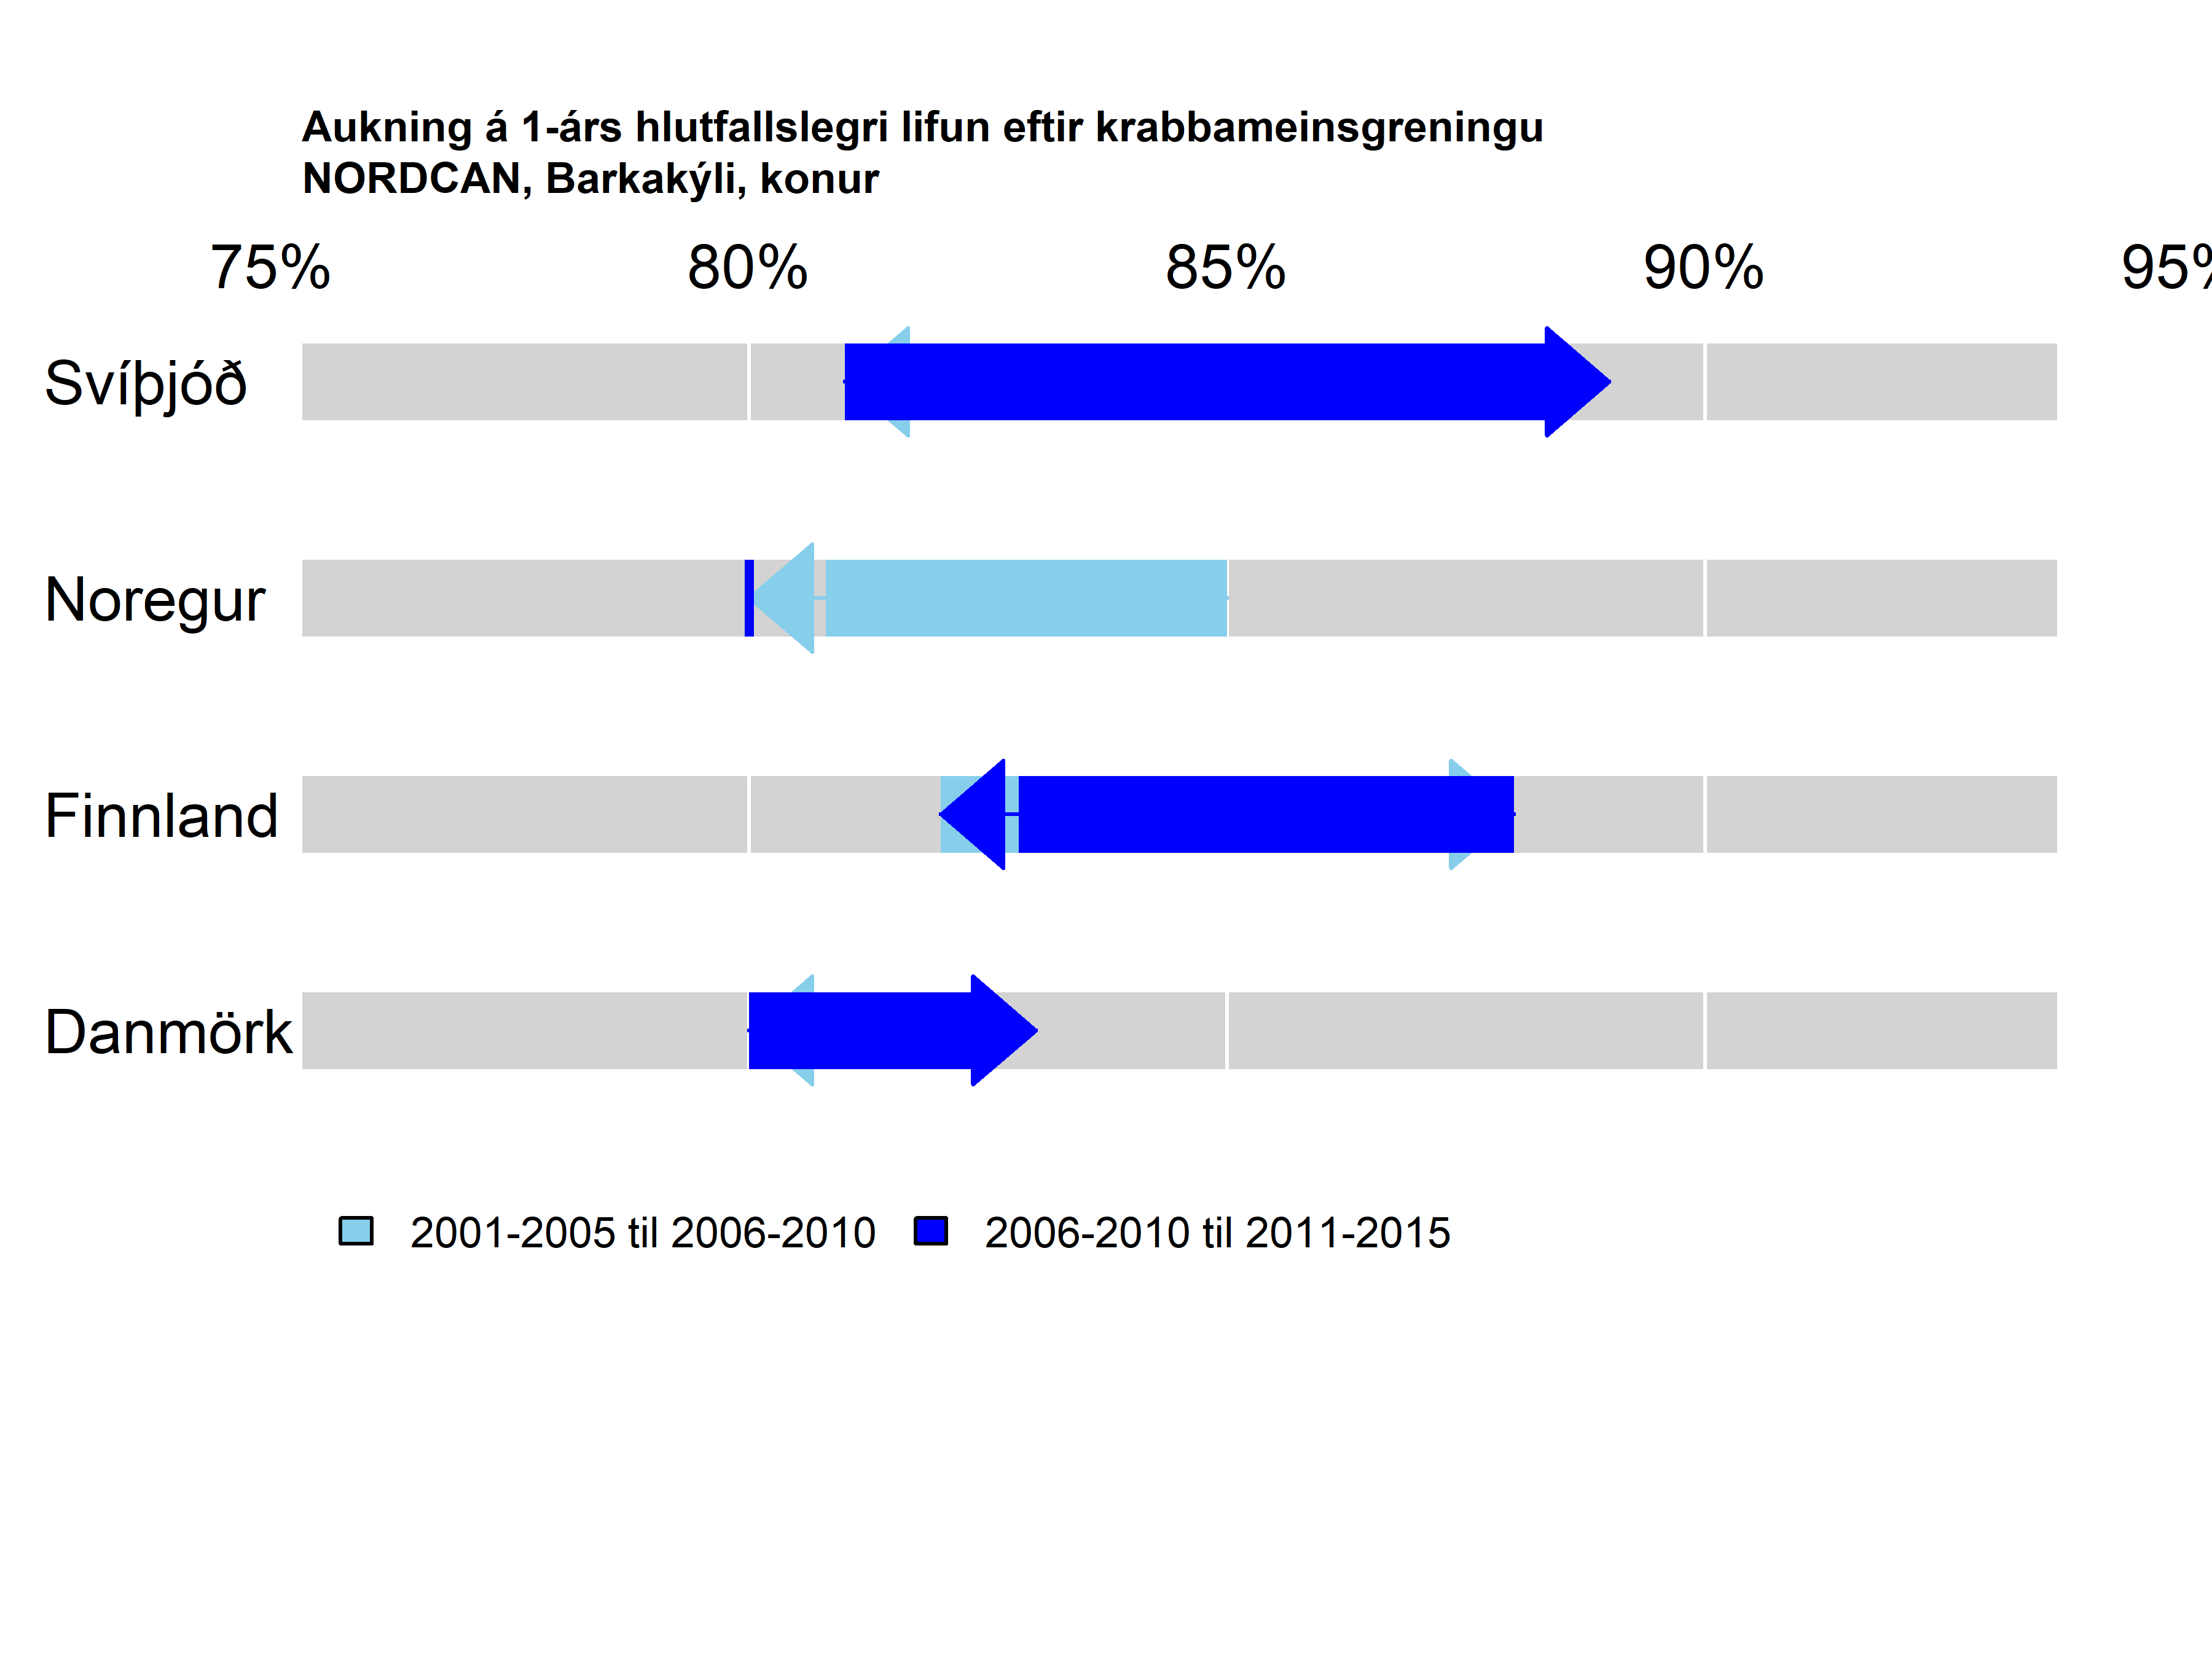 Aukning á 1-árs hlutfallslegri lifun eftir krabbameinsgreningu
NORDCAN, Barkakýli, konur
75% 80% 85% 90% 95%
Svíþjóð
Noregur
Finnland
Danmörk
2001-2005 til 2006-2010 2006-2010 til 2011-2015